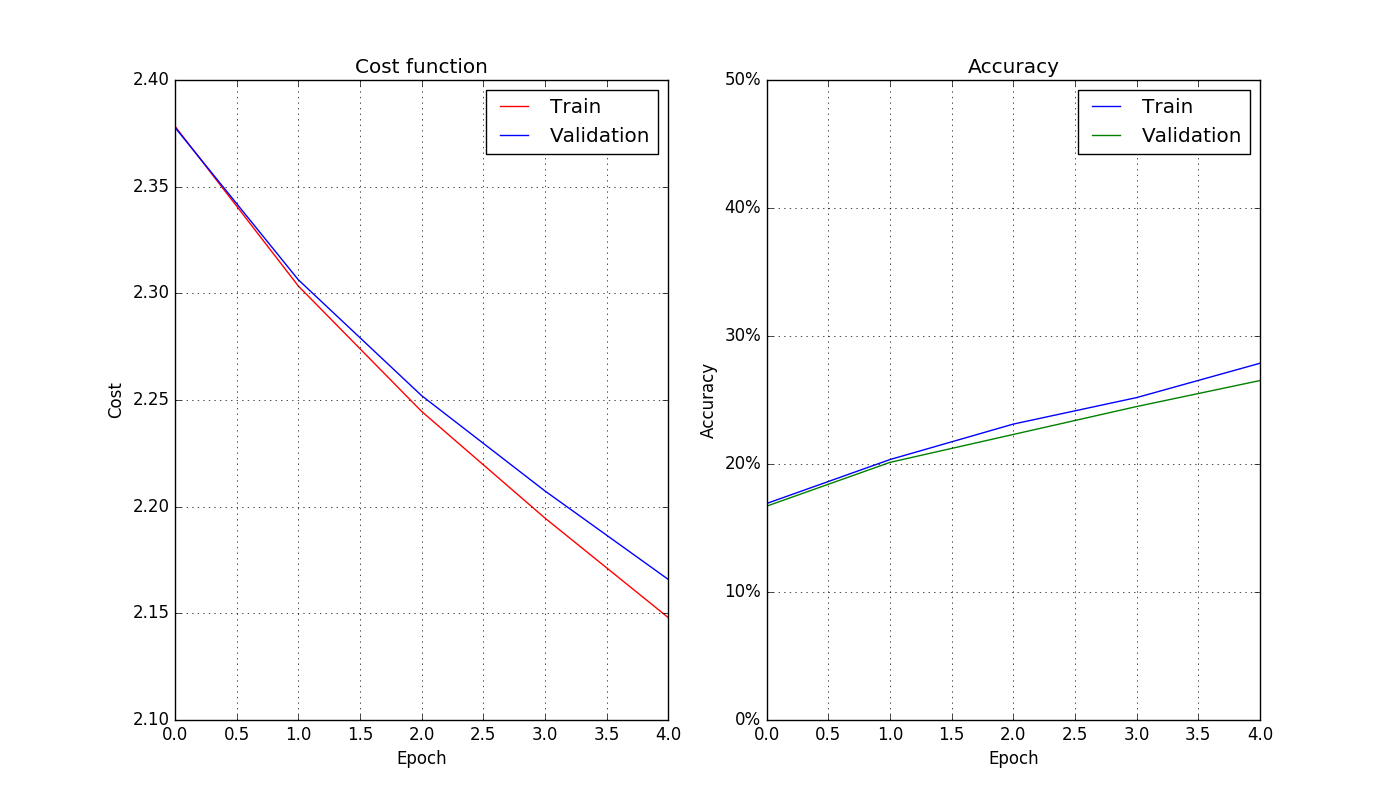 Cost function
2.40
2.35
2.30
2.25
2.20
2.15
2.10
Cost
0.0 0.5 1.0 1.5 2.0 2.5 3.0 3.5 4.0
Epoch
Train
Validation
Accuracy
50%
40%
30%
20%
10%
0%
Accuracy
0.0 0.5 1.0 1.5 2.0 2.5 3.0 3.5 4.0
Epoch
Train
Validation